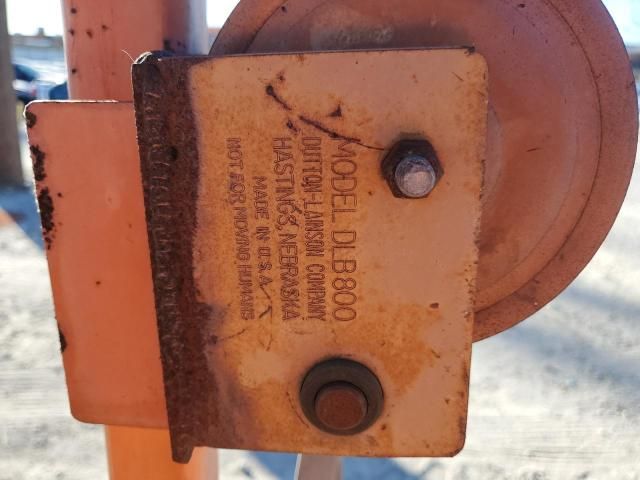 MODEL DLB800
DUTTON-LAINSON COMPANY
HASTINGS, NEBRASKA
MADE IN U.S.A.
NOT FOR MOVING HUMANS